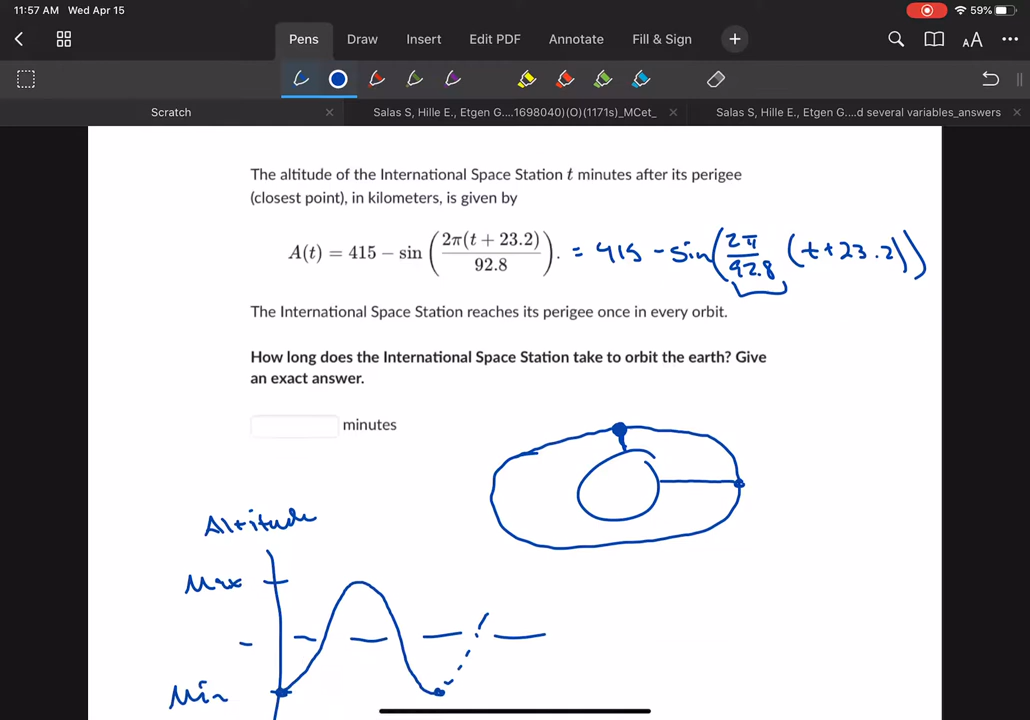 11:57 AM Wed Apr 15
59%
Pens Draw Insert Edit PDF Annotate Fill & Sign
AA
Scratch
Salas S, Hille E., Etgen G....1698040)(O)(1171s)_MCet_
Salas S, Hille E., Etgen G....d several variables_answers
The altitude of the International Space Station t minutes after its perigee
(closest point), in kilometers, is given by
A(t) = 415 − sin(2π(t + 23.2)/92.8). = 415 - sin(2π/92.8 (t+23.2))
The International Space Station reaches its perigee once in every orbit.
How long does the International Space Station take to orbit the earth? Give
an exact answer.
minutes
Altitude
Max
Min